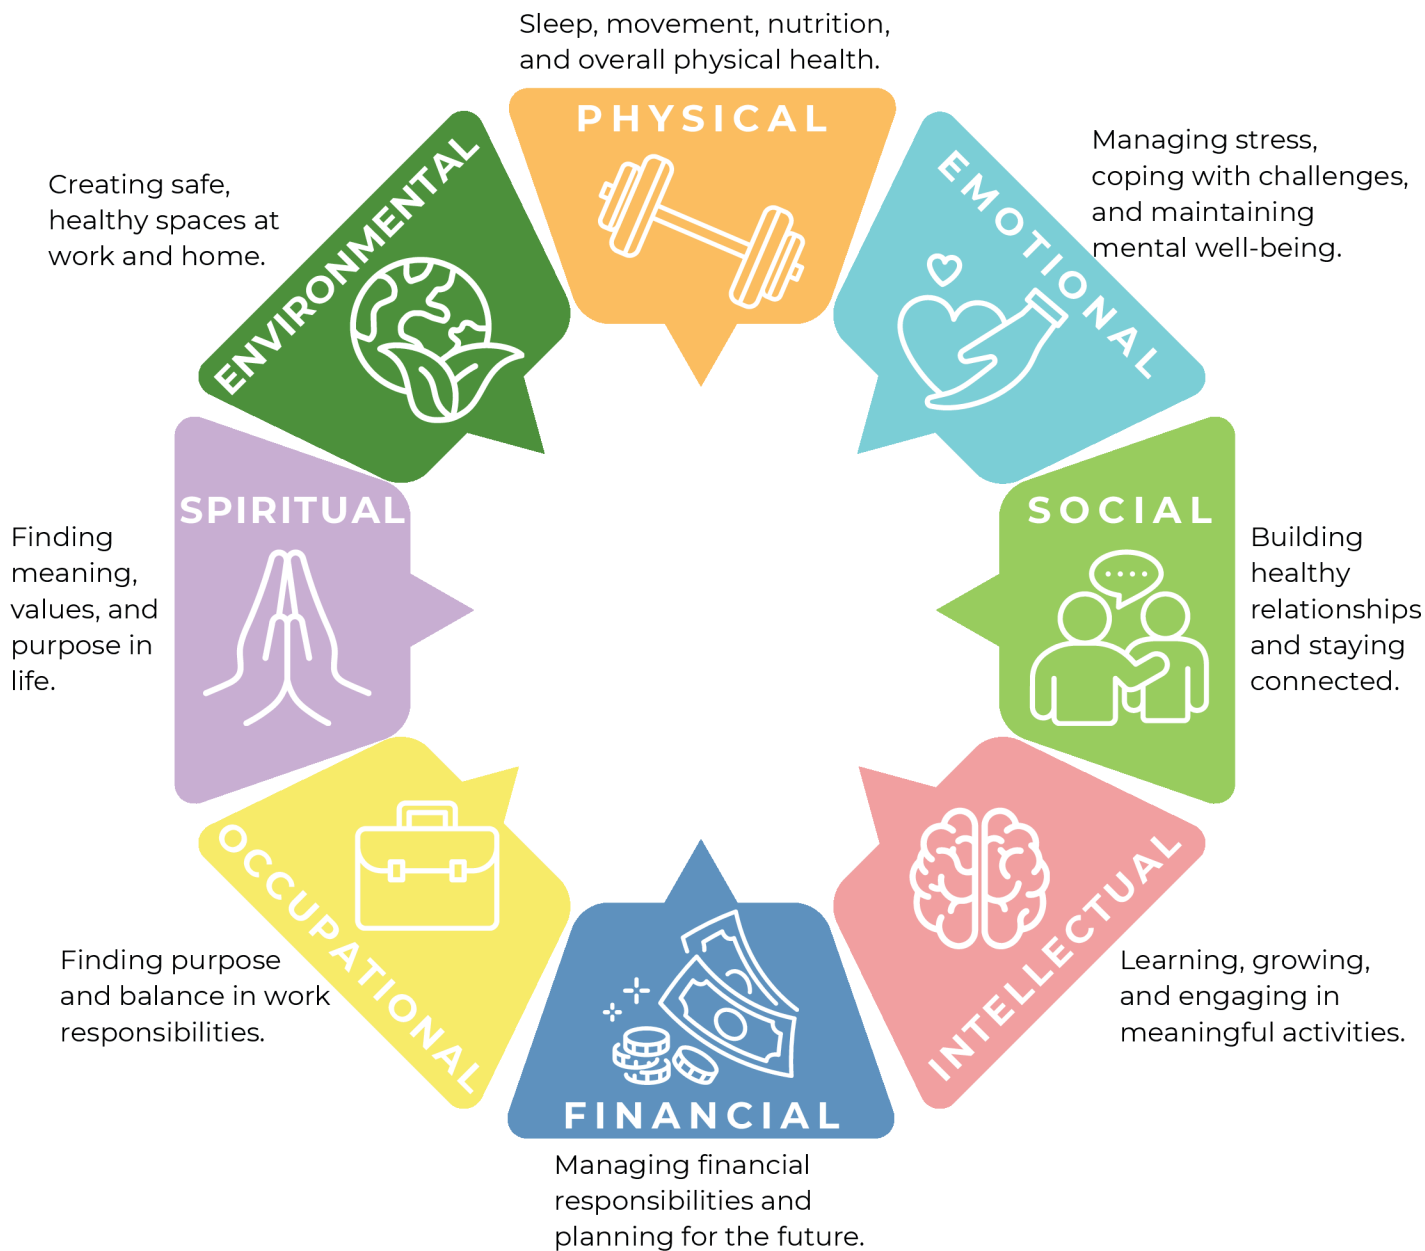 Sleep, movement, nutrition,
and overall physical health.
PHYSICAL
EMOTIONAL
Managing stress,
coping with challenges,
and maintaining
mental well-being.
SOCIAL
Building
healthy
relationships
and staying
connected.
INTELLECTUAL
Learning, growing,
and engaging in
meaningful activities.
FINANCIAL
Managing financial
responsibilities and
planning for the future.
OCCUPATIONAL
Finding purpose
and balance in work
responsibilities.
SPIRITUAL
Finding
meaning,
values, and
purpose in
life.
ENVIRONMENTAL
Creating safe,
healthy spaces at
work and home.